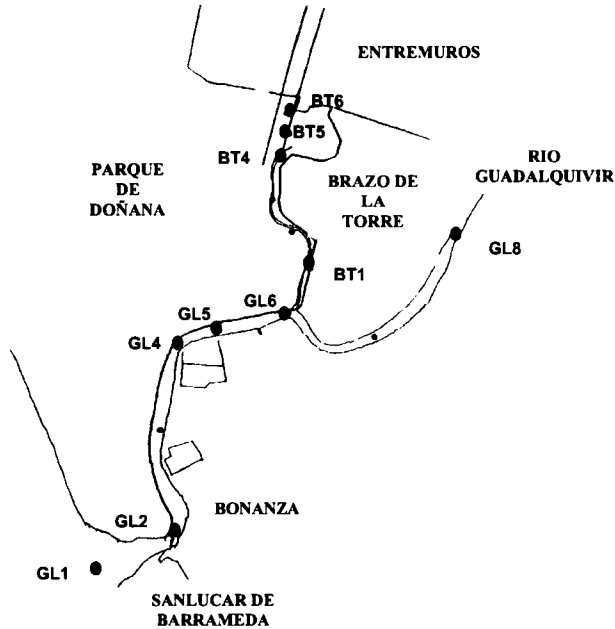 ENTREMUROS
BT6
BT5
BT4
PARQUE
DE
DOÑANA
BRAZO DE
LA
TORRE
RIO
GUADALQUIVIR
GL8
BT1
GL6
GL5
GL4
GL2
BONANZA
GL1
SANLUCAR DE
BARRAMEDA